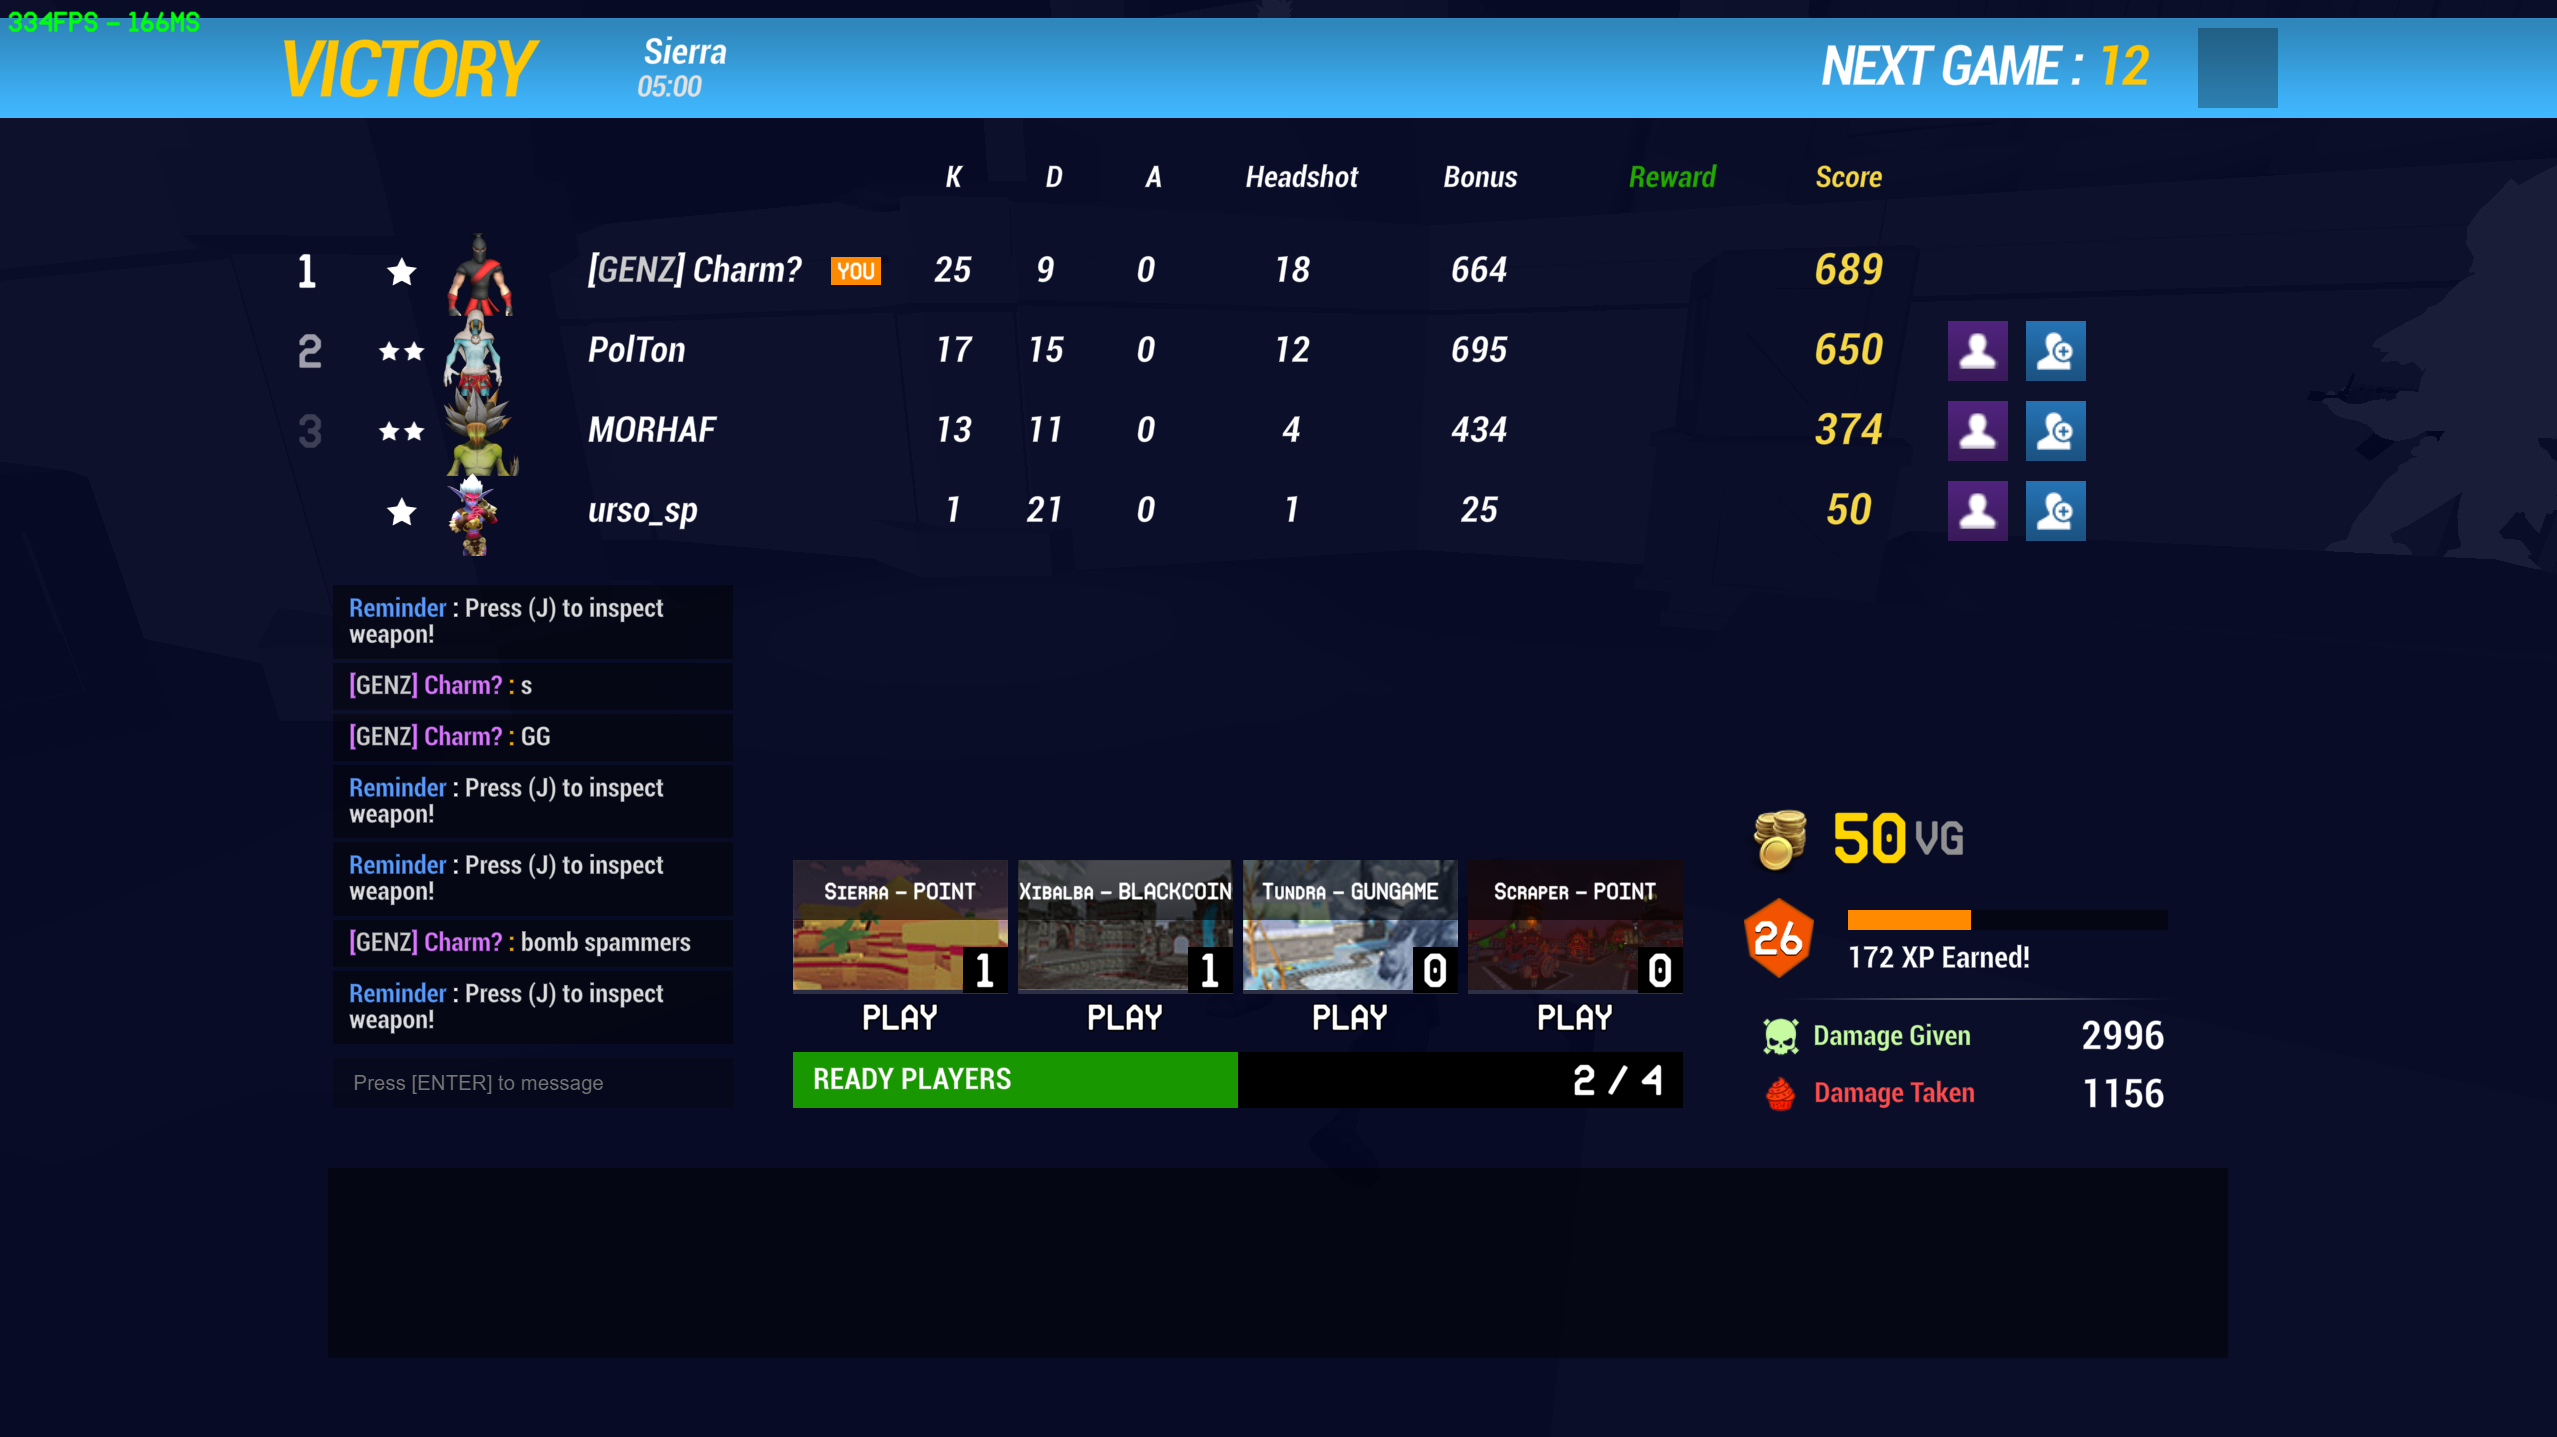 334FPS - 166MS
VICTORY
Sierra
05:00
NEXT GAME : 12
K D A Headshot Bonus Reward Score
1 [GENZ] Charm? YOU 25 9 0 18 664 689
2 PolTon 17 15 0 12 695 650
3 MORHAF 13 11 0 4 434 374
urso_sp 1 21 0 1 25 50
Reminder : Press (J) to inspect
weapon!
[GENZ] Charm? : s
[GENZ] Charm? : GG
Reminder : Press (J) to inspect
weapon!
Reminder : Press (J) to inspect
weapon!
[GENZ] Charm? : bomb spammers
Reminder : Press (J) to inspect
weapon!
Press [ENTER] to message
Sierra - POINT
1
PLAY
Xibalba - BLACKCOIN
1
PLAY
Tundra - GUNGAME
0
PLAY
Scraper - POINT
0
PLAY
READY PLAYERS 2 / 4
50 VG
26
172 XP Earned!
Damage Given 2996
Damage Taken 1156